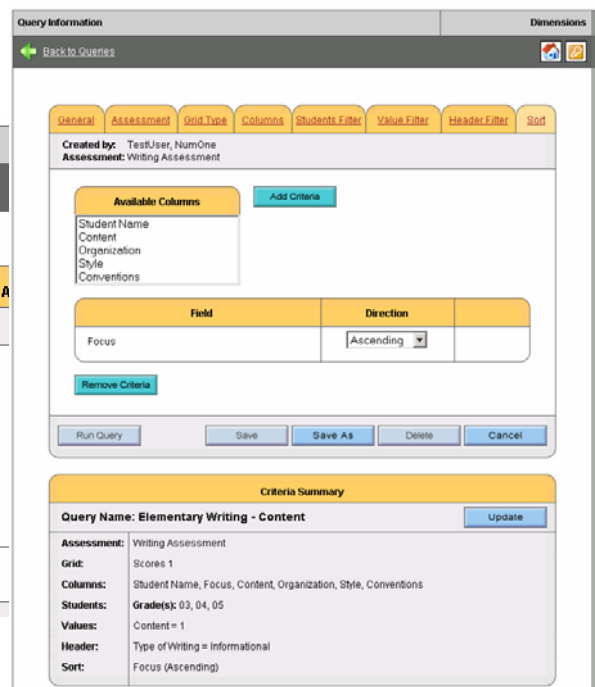 Query Information Dimensions
Back to Queries
General Assessment Grid Type Columns Students Filter Value Filter Header Filter Sort
Created by: TestUser, NumOne
Assessment: Writing Assessment
Available Columns Add Criteria
Student Name
Content
Organization
Style
Conventions
A
Field Direction
Focus Ascending
Remove Criteria
Run Query Save Save As Delete Cancel
Criteria Summary
Query Name: Elementary Writing - Content Update
Assessment: Writing Assessment
Grid: Scores 1
Columns: Student Name, Focus, Content, Organization, Style, Conventions
Students: Grade(s): 03, 04, 05
Values: Content = 1
Header: Type of Writing = Informational
Sort: Focus (Ascending)